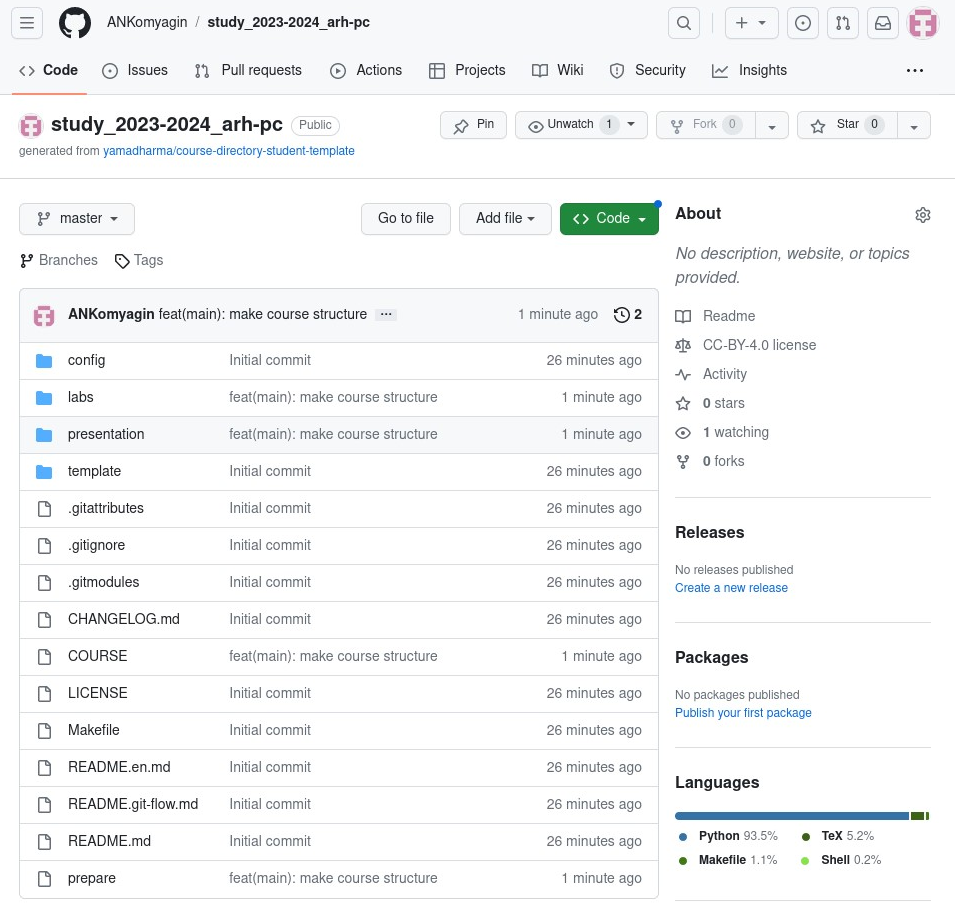 ANKomyagin / study_2023-2024_arh-pc
Code Issues Pull requests Actions Projects Wiki Security Insights
study_2023-2024_arh-pc Public
Pin Unwatch 1 Fork 0 Star 0
generated from yamadharma/course-directory-student-template
master Go to file Add file Code
Branches Tags
ANKomyagin feat(main): make course structure 1 minute ago 2
config Initial commit 26 minutes ago
labs feat(main): make course structure 1 minute ago
presentation feat(main): make course structure 1 minute ago
template Initial commit 26 minutes ago
.gitattributes Initial commit 26 minutes ago
.gitignore Initial commit 26 minutes ago
.gitmodules Initial commit 26 minutes ago
CHANGELOG.md Initial commit 26 minutes ago
COURSE feat(main): make course structure 1 minute ago
LICENSE Initial commit 26 minutes ago
Makefile Initial commit 26 minutes ago
README.en.md Initial commit 26 minutes ago
README.git-flow.md Initial commit 26 minutes ago
README.md Initial commit 26 minutes ago
prepare feat(main): make course structure 1 minute ago
About
No description, website, or topics
provided.
Readme
CC-BY-4.0 license
Activity
0 stars
1 watching
0 forks
Releases
No releases published
Create a new release
Packages
No packages published
Publish your first package
Languages
Python 93.5% TeX 5.2%
Makefile 1.1% Shell 0.2%